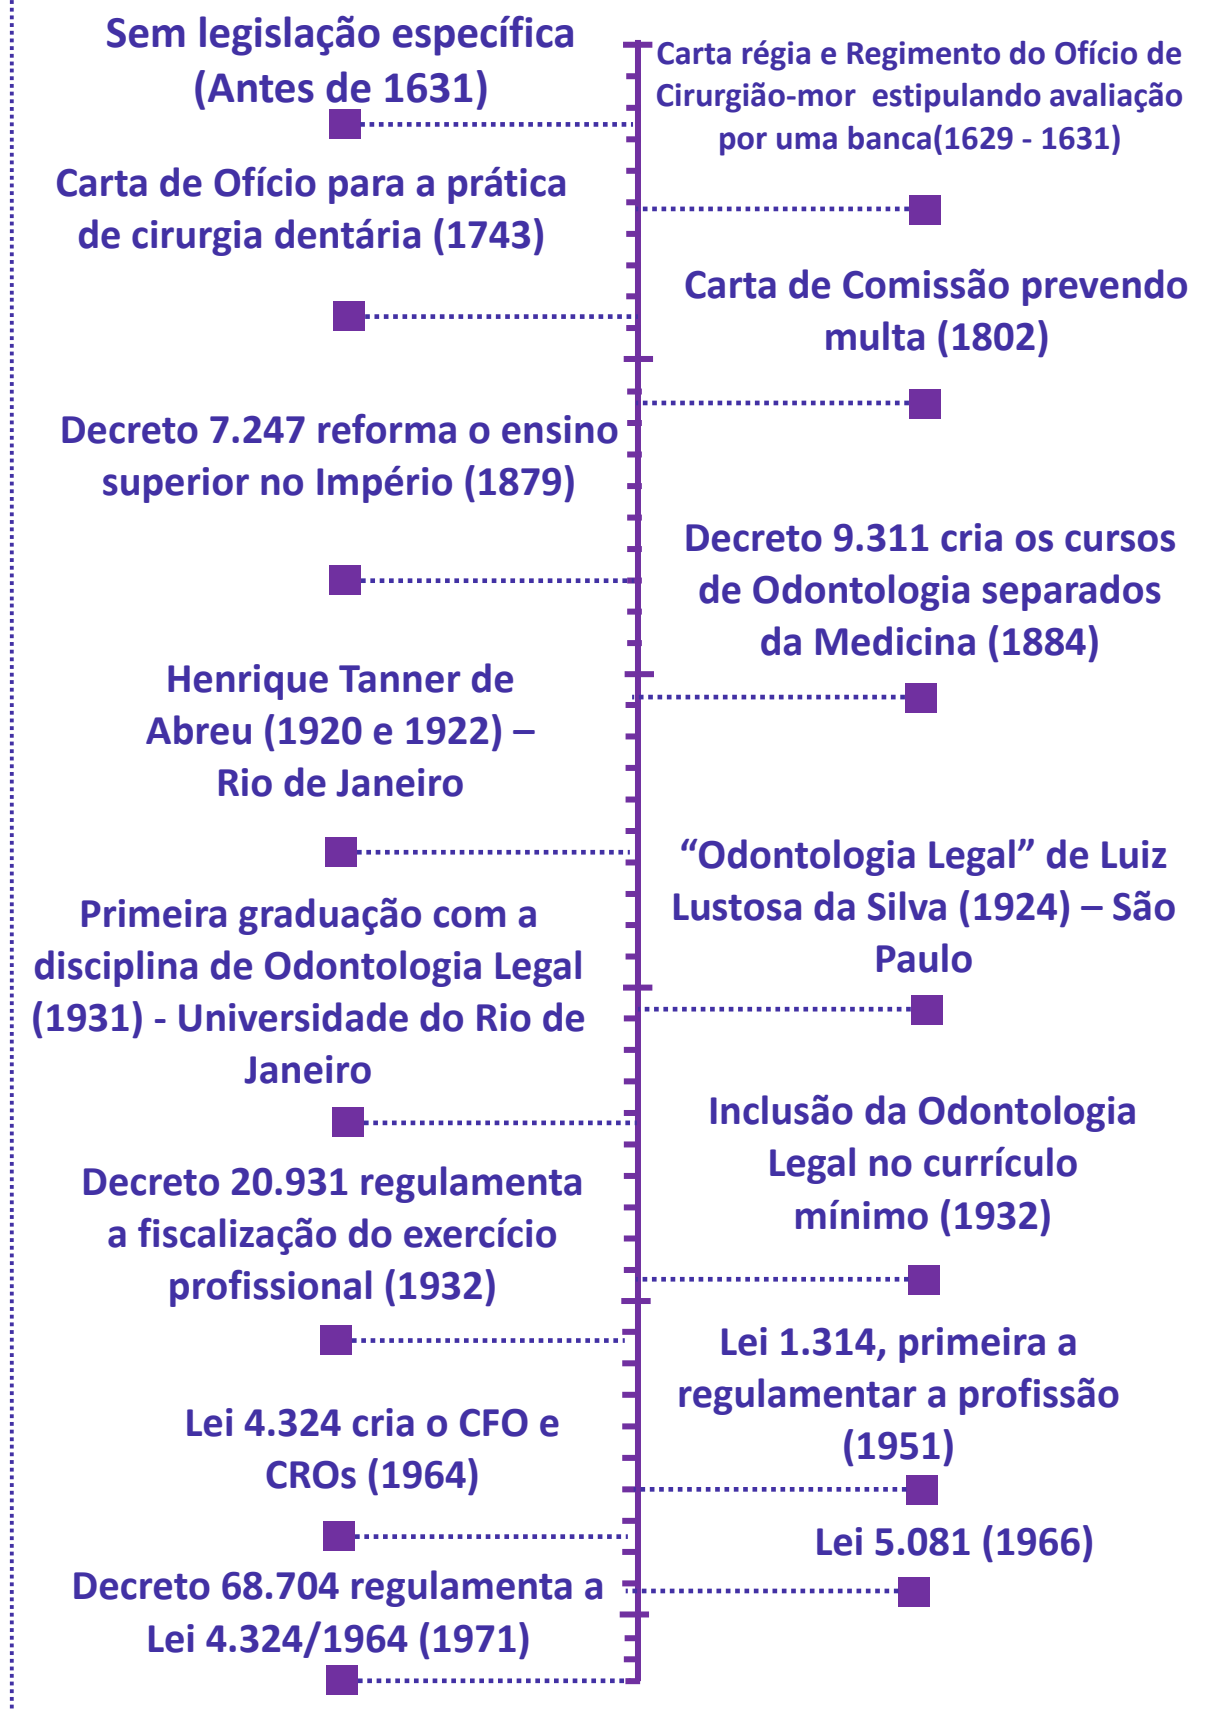 Sem legislação específica
(Antes de 1631)
Carta régia e Regimento do Ofício de
Cirurgião-mor  estipulando avaliação
por uma banca(1629 - 1631)
Carta de Ofício para a prática
de cirurgia dentária (1743)
Carta de Comissão prevendo
multa (1802)
Decreto 7.247 reforma o ensino
superior no Império (1879)
Decreto 9.311 cria os cursos
de Odontologia separados
da Medicina (1884)
Henrique Tanner de
Abreu (1920 e 1922) –
Rio de Janeiro
“Odontologia Legal” de Luiz
Lustosa da Silva (1924) – São
Paulo
Primeira graduação com a
disciplina de Odontologia Legal
(1931) - Universidade do Rio de
Janeiro
Inclusão da Odontologia
Legal no currículo
mínimo (1932)
Decreto 20.931 regulamenta
a fiscalização do exercício
profissional (1932)
Lei 1.314, primeira a
regulamentar a profissão
(1951)
Lei 4.324 cria o CFO e
CROs (1964)
Lei 5.081 (1966)
Decreto 68.704 regulamenta a
Lei 4.324/1964 (1971)